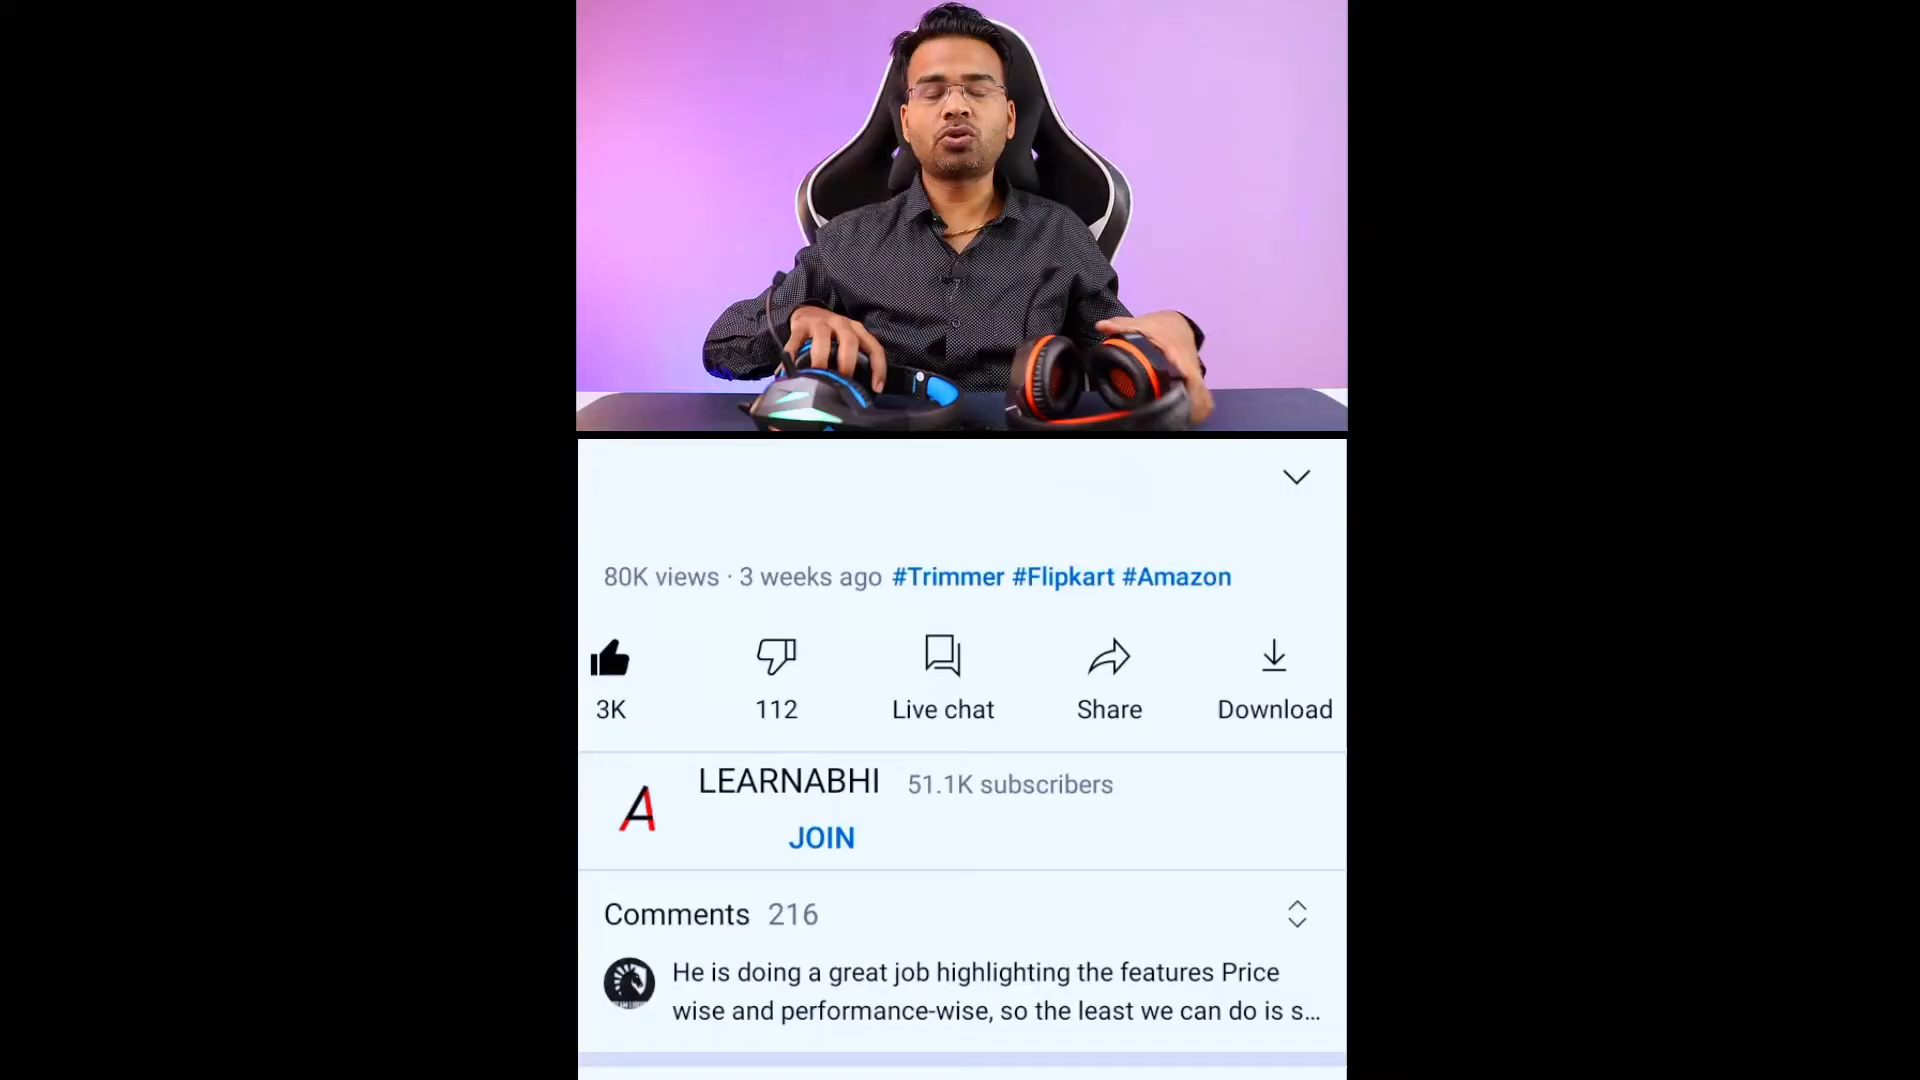 80K views · 3 weeks ago #Trimmer #Flipkart #Amazon
3K 112 Live chat Share Download
LEARNABHI 51.1K subscribers
JOIN
Comments 216
He is doing a great job highlighting the features Price
wise and performance-wise, so the least we can do is s...